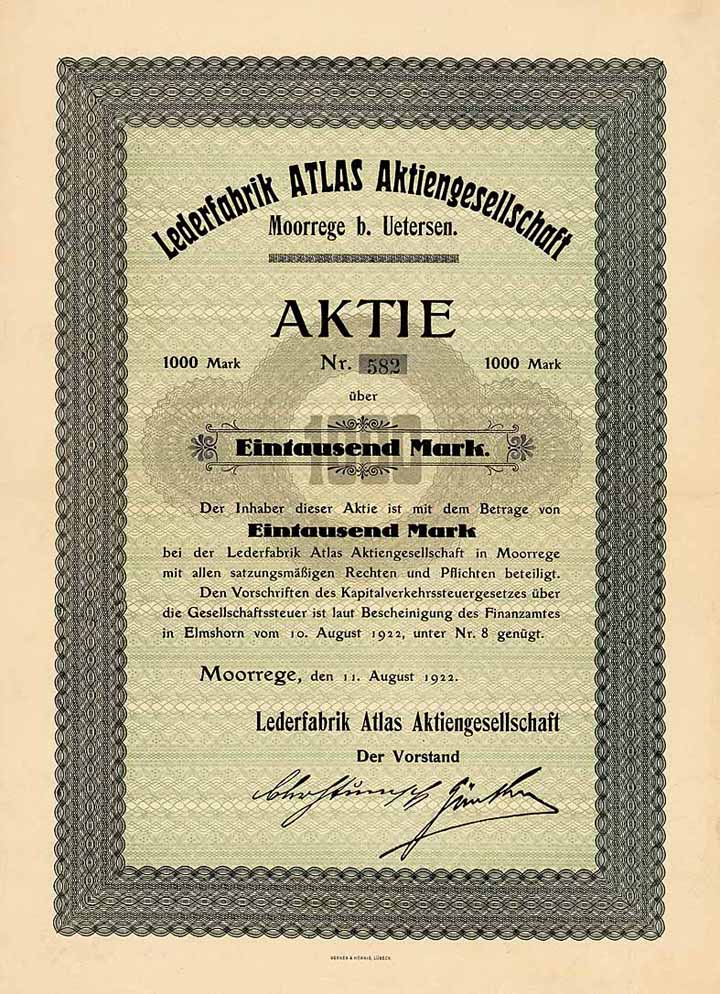 Lederfabrik ATLAS Aktiengesellschaft
Moorrege b. Uetersen.
AKTIE
1000 Mark Nr. 582 1000 Mark
über
1000
Eintausend Mark.
Der Inhaber dieser Aktie ist mit dem Betrage von
Eintausend Mark
bei der Lederfabrik Atlas Aktiengesellschaft in Moorrege
mit allen satzungsmäßigen Rechten und Pflichten beteiligt.
Den Vorschriften des Kapitalverkehrssteuergesetzes über
die Gesellschaftssteuer ist laut Bescheinigung des Finanzamtes
in Elmshorn vom 10. August 1922, unter Nr. 8 genügt.
Moorrege, den 11. August 1922.
Lederfabrik Atlas Aktiengesellschaft
Der Vorstand
LÜBECK.